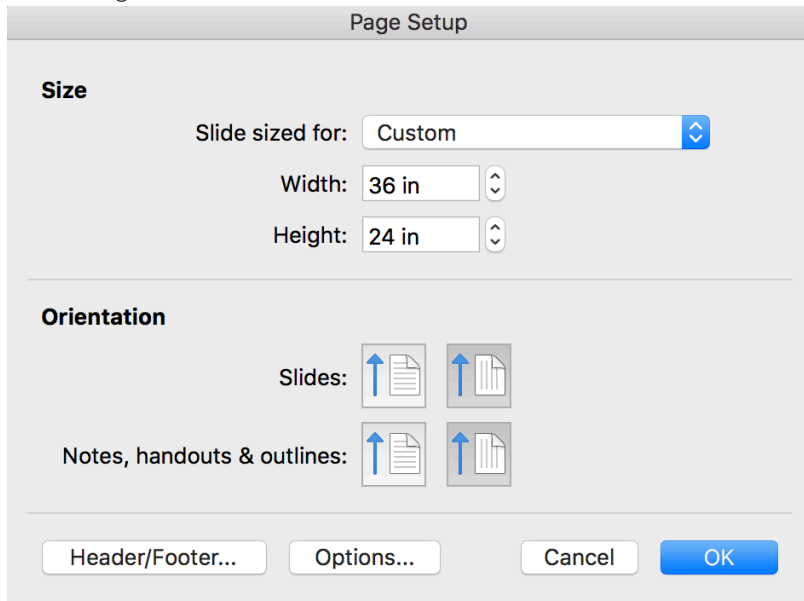 Page Setup
Size
Slide sized for: Custom
Width: 36 in
Height: 24 in
Orientation
Slides:
Notes, handouts & outlines:
Header/Footer... Options... Cancel OK